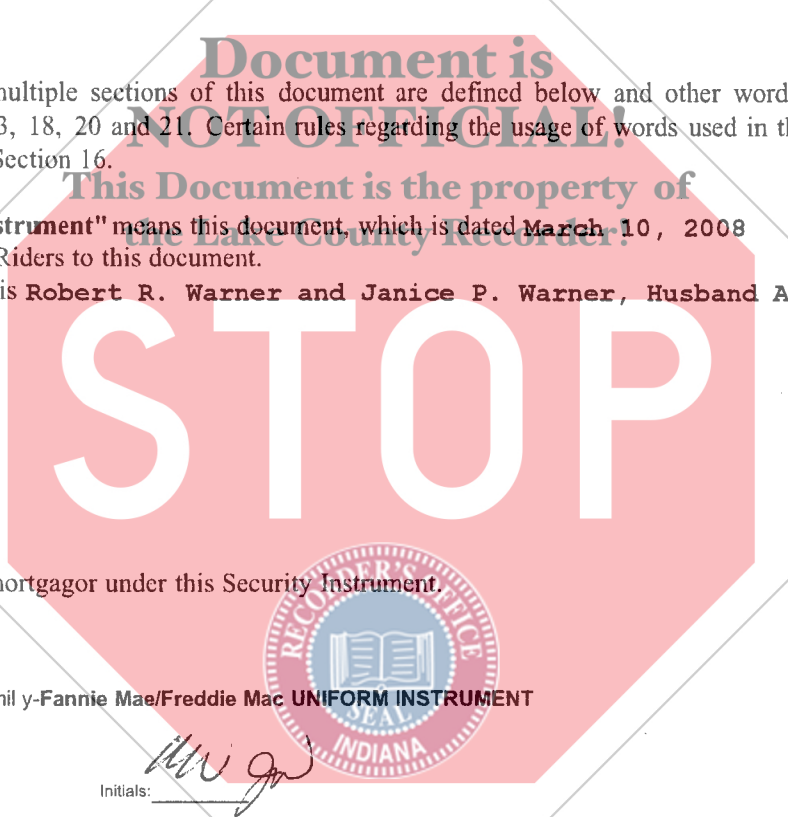 Document is
multiple sections of this document are defined below and other word
3, 18, 20 and 21. Certain rules regarding the usage of words used in th
NOT OFFICIAL!
Section 16.
This Document is the property of
strument" means this document, which is dated March 10, 2008
the Lake County Recorder!
Riders to this document.
is Robert R. Warner and Janice P. Warner, Husband A
STOP
mortgagor under this Security Instrument.
RECORDER'S OFFICE
mil y-Fannie Mae/Freddie Mac UNIFORM INSTRUMENT
SEAL
INDIANA
Initials: